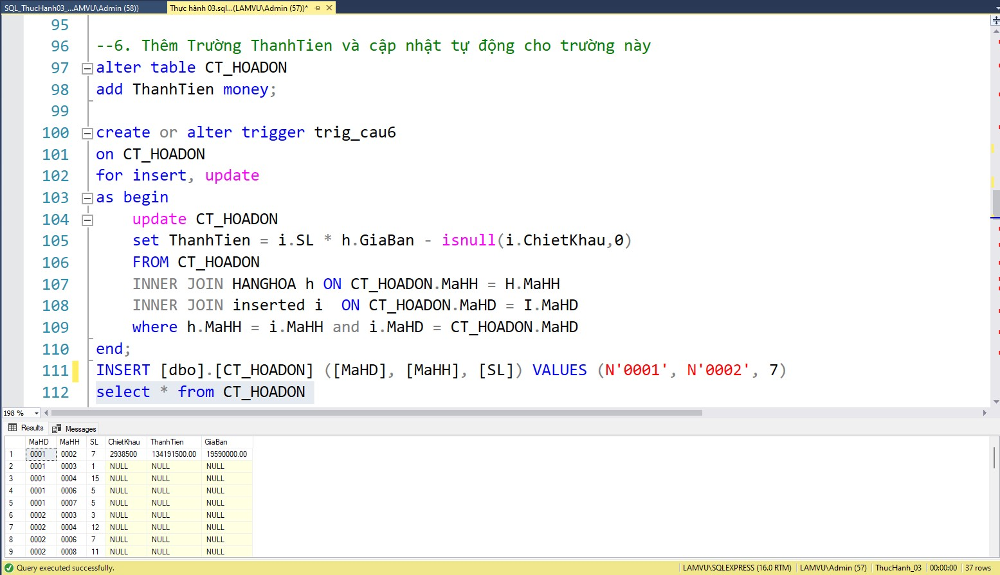 SQL_ThucHanh03_...AMVU\Admin (58))
Thực hành 03.sql...(LAMVU\Admin (57))*
95
96 --6. Thêm Trường ThanhTien và cập nhật tự động cho trường này
97 alter table CT_HOADON
98 add ThanhTien money;
99
100 create or alter trigger trig_cau6
101 on CT_HOADON
102 for insert, update
103 as begin
104 update CT_HOADON
105 set ThanhTien = i.SL * h.GiaBan - isnull(i.ChietKhau,0)
106 FROM CT_HOADON
107 INNER JOIN HANGHOA h ON CT_HOADON.MaHH = H.MaHH
108 INNER JOIN inserted i ON CT_HOADON.MaHD = I.MaHD
109 where h.MaHH = i.MaHH and i.MaHD = CT_HOADON.MaHD
110 end;
111 INSERT [dbo].[CT_HOADON] ([MaHD], [MaHH], [SL]) VALUES (N'0001', N'0002', 7)
112 select * from CT_HOADON
198 %
Results Messages
MaHD MaHH SL ChietKhau ThanhTien GiaBan
1 0001 0002 7 2938500 134191500.00 19590000.00
2 0001 0003 1 NULL NULL NULL
3 0001 0004 15 NULL NULL NULL
4 0001 0006 5 NULL NULL NULL
5 0001 0007 5 NULL NULL NULL
6 0002 0003 3 NULL NULL NULL
7 0002 0004 12 NULL NULL NULL
8 0002 0006 7 NULL NULL NULL
9 0002 0008 11 NULL NULL NULL
Query executed successfully.
LAMVU\SQLEXPRESS (16.0 RTM) LAMVU\Admin (57) ThucHanh_03 00:00:00 37 rows